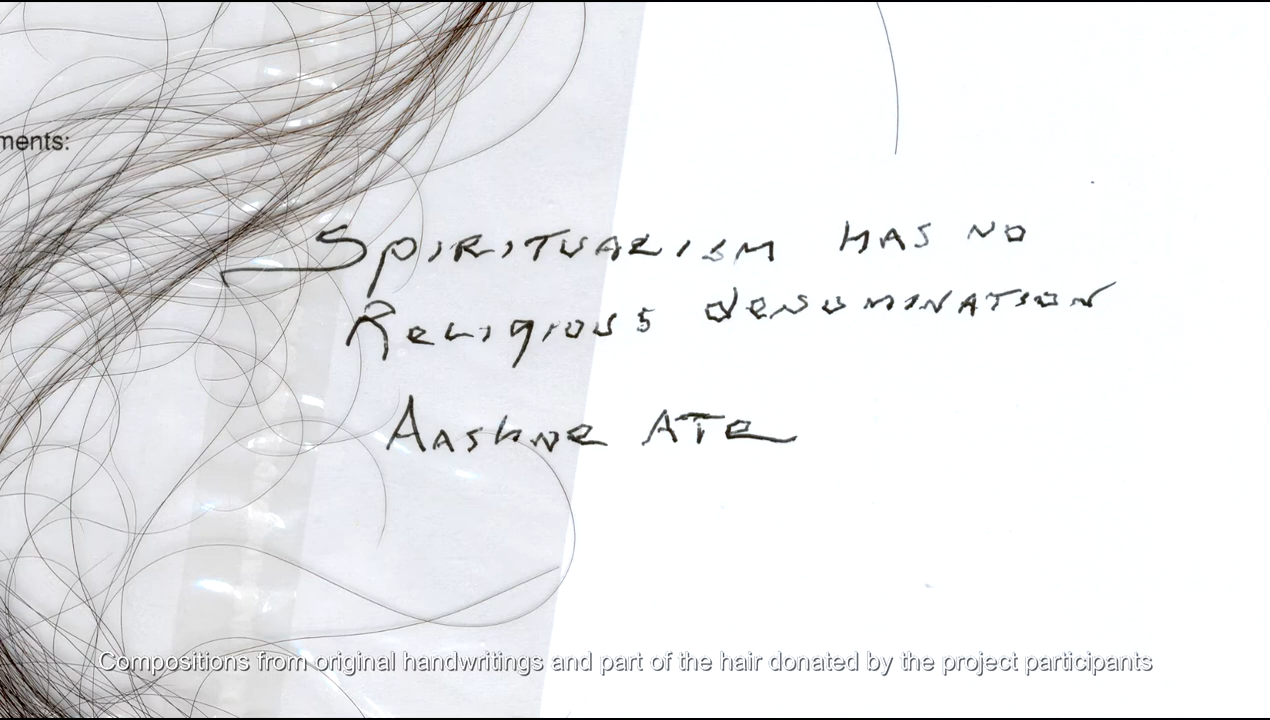 ments:
SPIRITUALISM HAS NO
RELIGIOUS deNOMINATION
AASHNE ATE
Compositions from original handwritings and part of the hair donated by the project participants